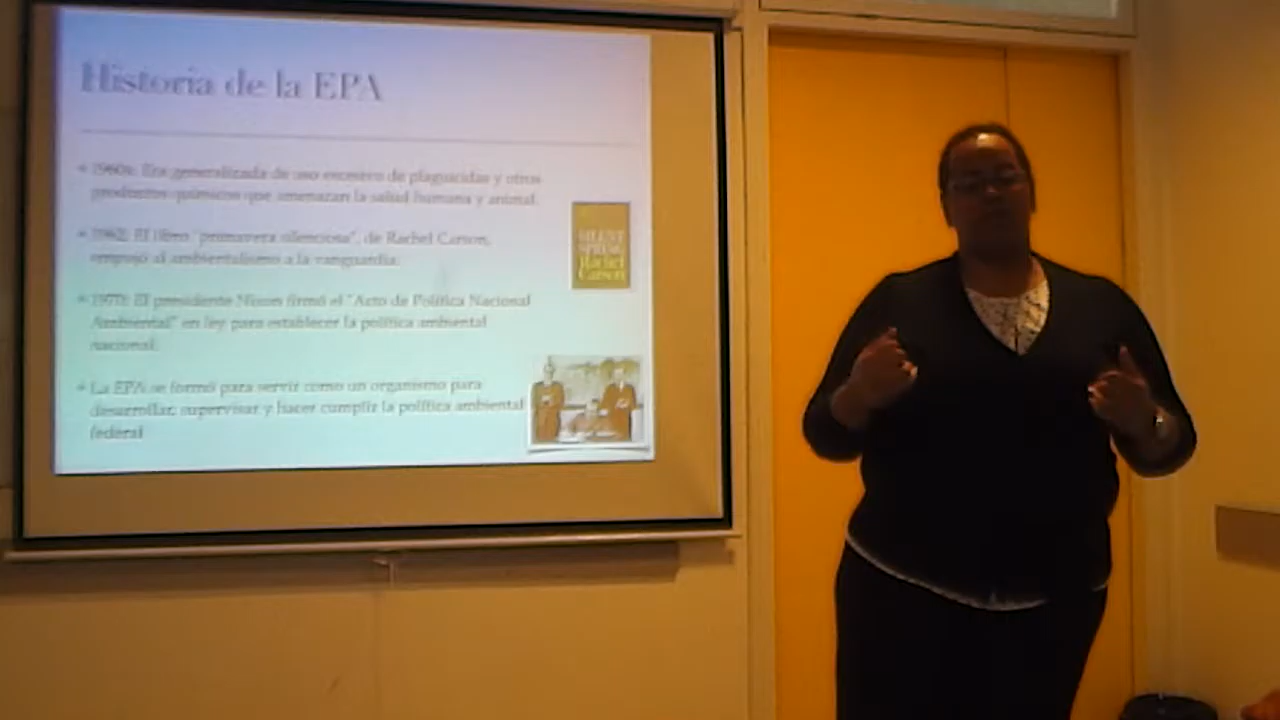 Historia de la EPA
1960s: Era generalizada de uso excesivo de plaguicidas y otros
productos químicos que amenazan la salud humana y animal.
1962: El libro "primavera silenciosa", de Rachel Carson,
empujó al ambientalismo a la vanguardia.
SILENT
SPRING
Rachel
Carson
1970: El presidente Nixon firmó el "Acto de Política Nacional
Ambiental" en ley para establecer la política ambiental
nacional.
La EPA se formó para servir como un organismo para
desarrollar, supervisar y hacer cumplir la política ambiental
federal